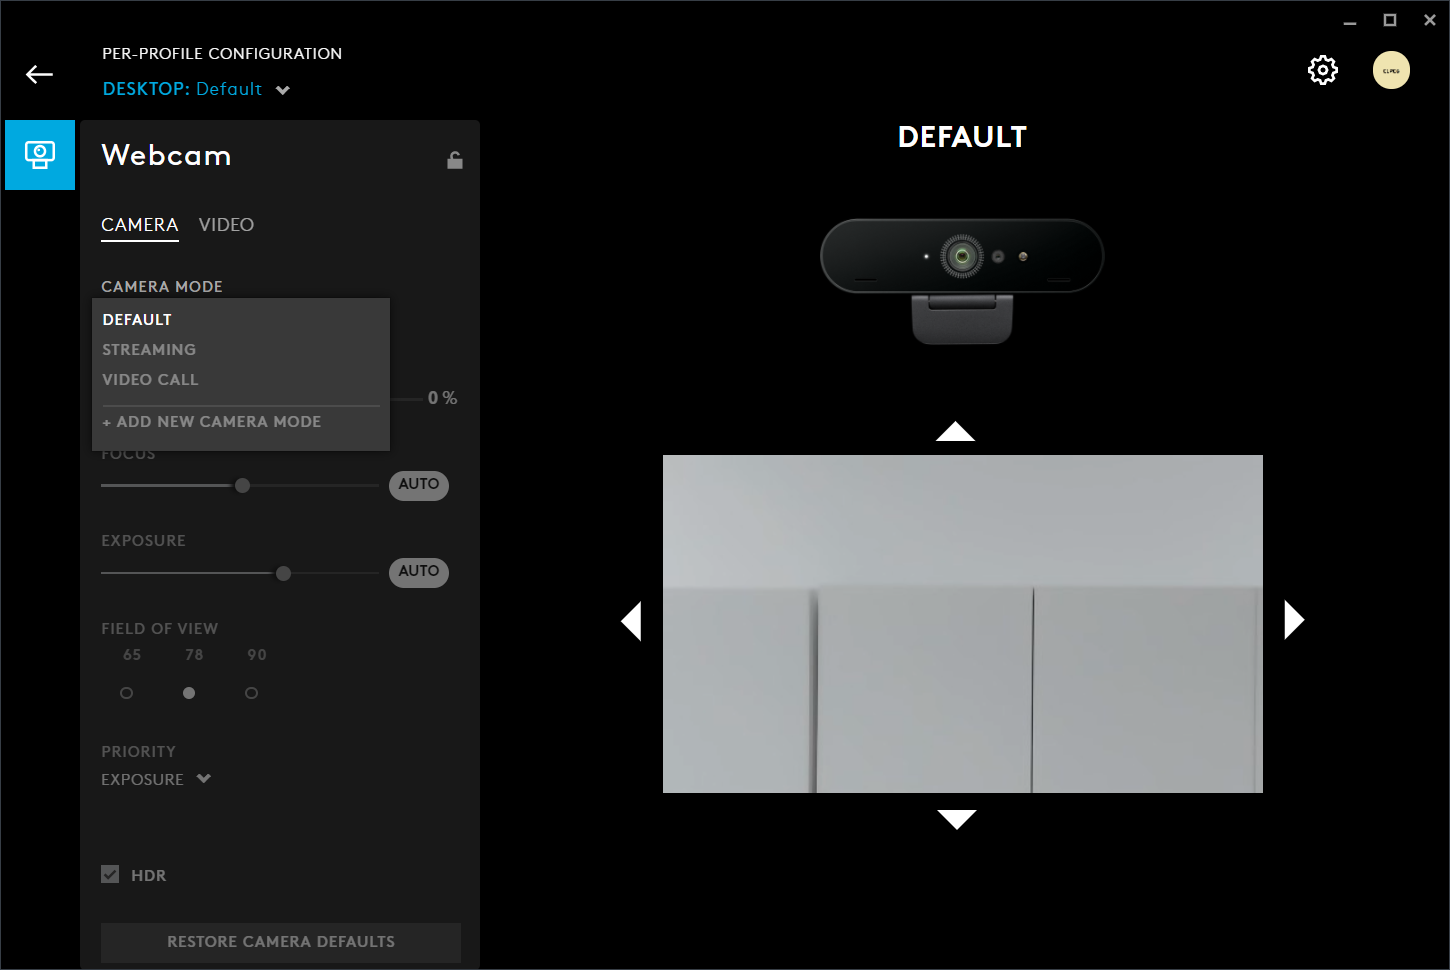 PER-PROFILE CONFIGURATION
DESKTOP: Default
Webcam
CAMERA VIDEO
CAMERA MODE
DEFAULT
STREAMING
VIDEO CALL
+ ADD NEW CAMERA MODE
0 %
FOCUS
AUTO
EXPOSURE
AUTO
FIELD OF VIEW
65 78 90
PRIORITY
EXPOSURE
HDR
RESTORE CAMERA DEFAULTS
DEFAULT